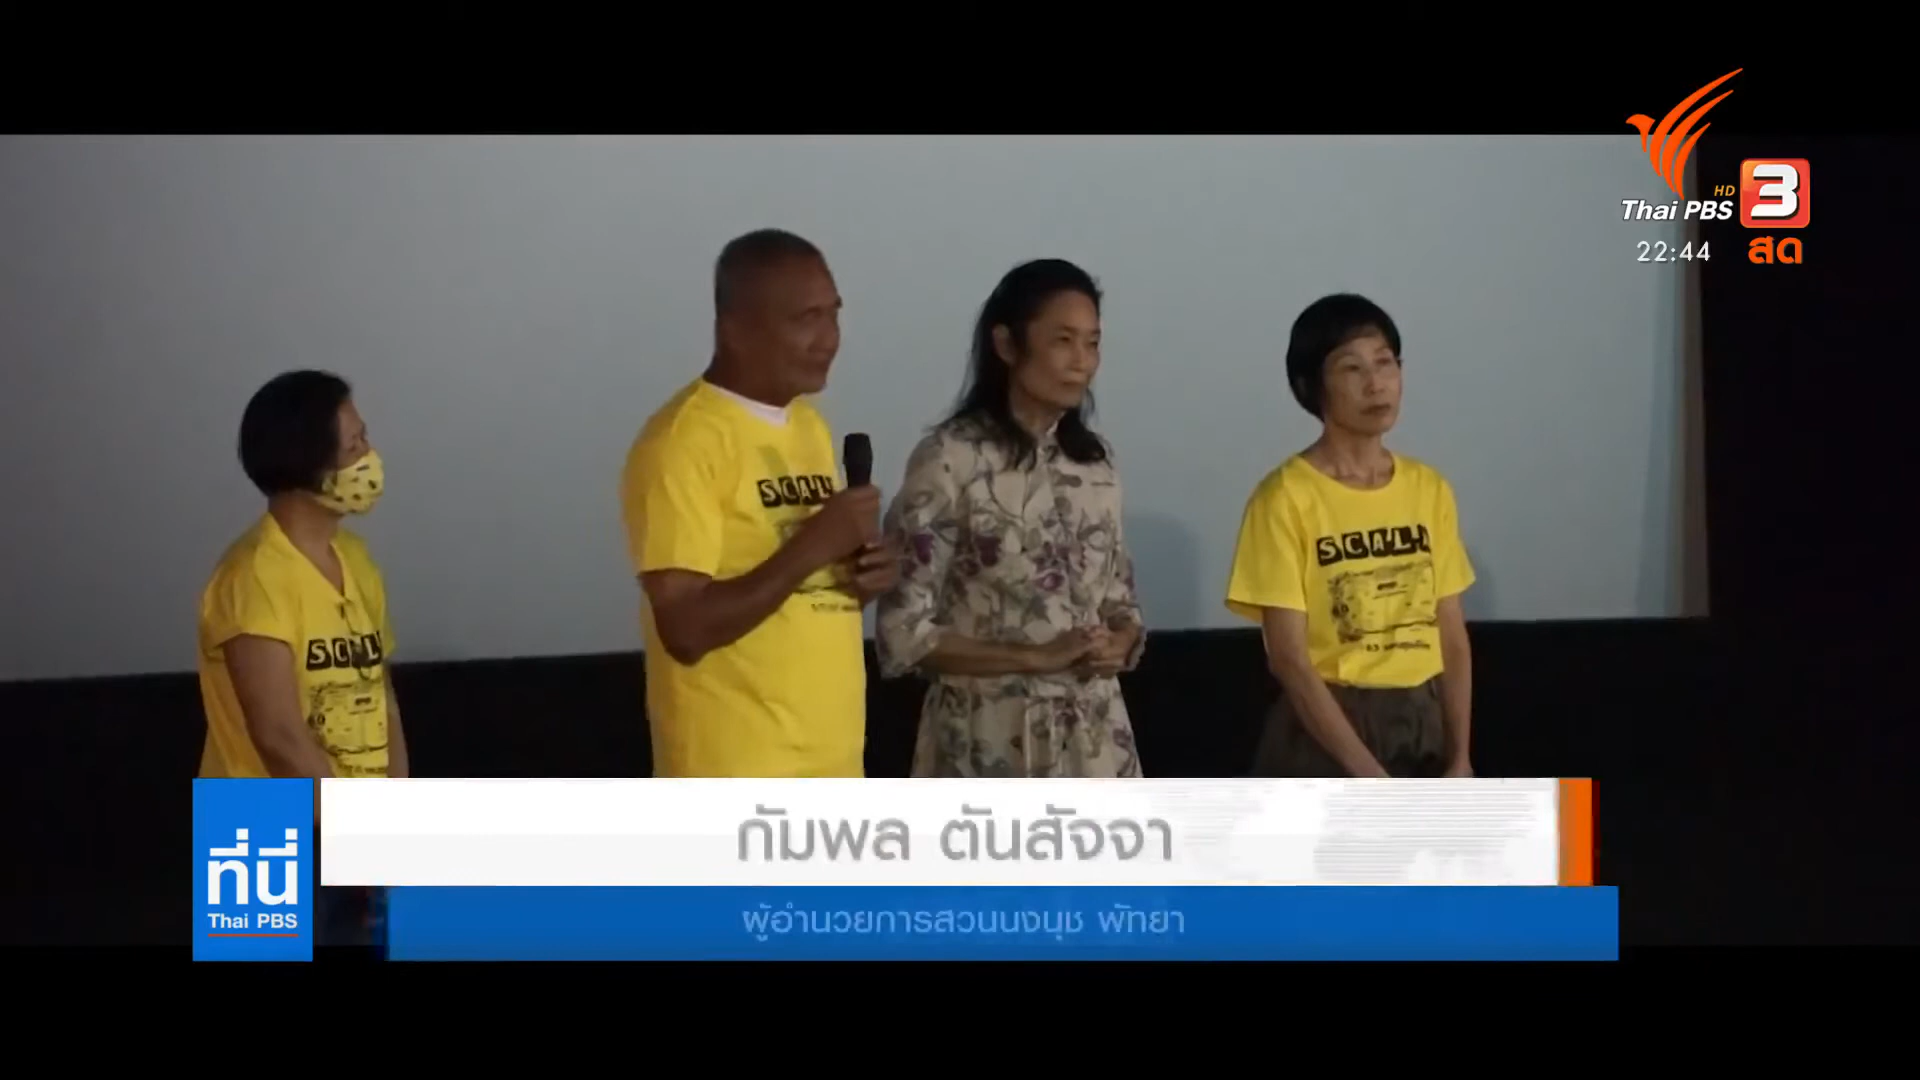 HD
Thai PBS 3
22:44 สด
SCAL
SCALA
SCAL
กัมพล ตันสัจจา
ที่นี่
Thai PBS
ผู้อำนวยการสวนนงนุช พัทยา